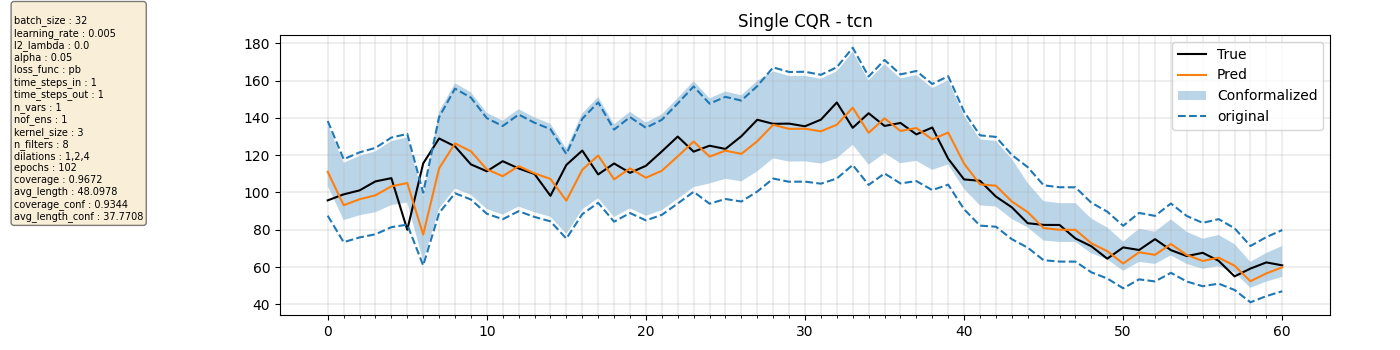 batch_size : 32
learning_rate : 0.005
l2_lambda : 0.0
alpha : 0.05
loss_func : pb
time_steps_in : 1
time_steps_out : 1
n_vars : 1
nof_ens : 1
kernel_size : 3
n_filters : 8
dilations : 1,2,4
epochs : 102
coverage : 0.9672
avg_length : 48.0978
coverage_conf : 0.9344
avg_length_conf : 37.7708
Single CQR - tcn
180
160
140
120
100
80
60
40
True
Pred
Conformalized
original
0 10 20 30 40 50 60